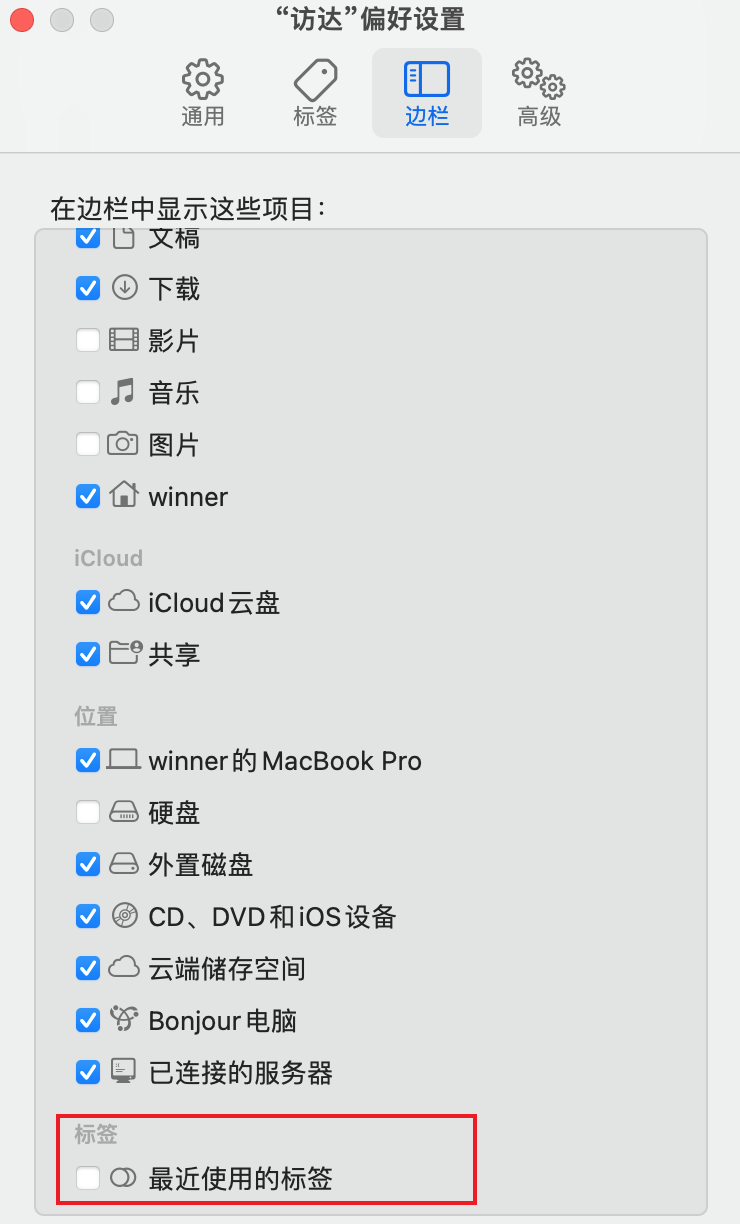 “访达”偏好设置
通用 标签 边栏 高级
在边栏中显示这些项目：
文稿
下载
影片
音乐
图片
winner
iCloud
iCloud云盘
共享
位置
winner的MacBook Pro
硬盘
外置磁盘
CD、DVD和iOS设备
云端储存空间
Bonjour电脑
已连接的服务器
标签
最近使用的标签